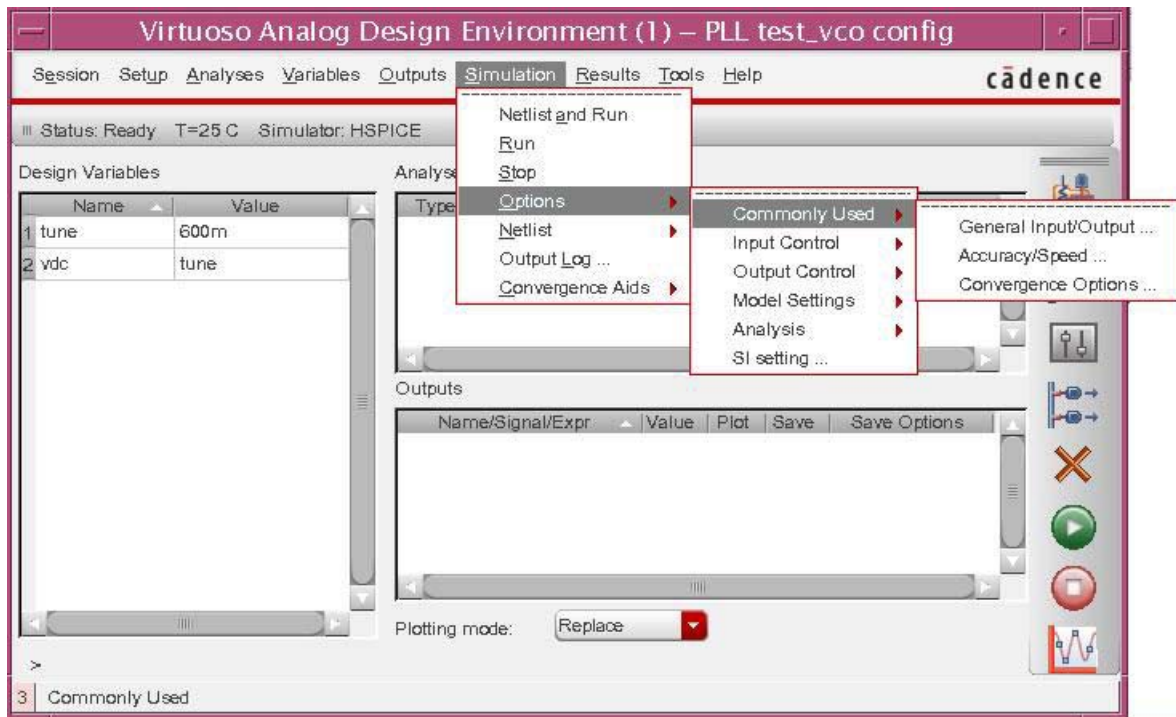 Virtuoso Analog Design Environment (1) – PLL test_vco config
Session Setup Analyses Variables Outputs Simulation Results Tools Help
cādence
Status: Ready T=25 C Simulator: HSPICE
Design Variables
Name Value
1 tune 600m
2 vdc tune
Netlist and Run
Run
Stop
Options
Netlist
Output Log ...
Convergence Aids
Commonly Used
Input Control
Output Control
Model Settings
Analysis
SI setting ...
General Input/Output ...
Accuracy/Speed ...
Convergence Options ...
Analyse
Type
Outputs
Name/Signal/Expr Value Plot Save Save Options
Plotting mode: Replace
>
3 Commonly Used